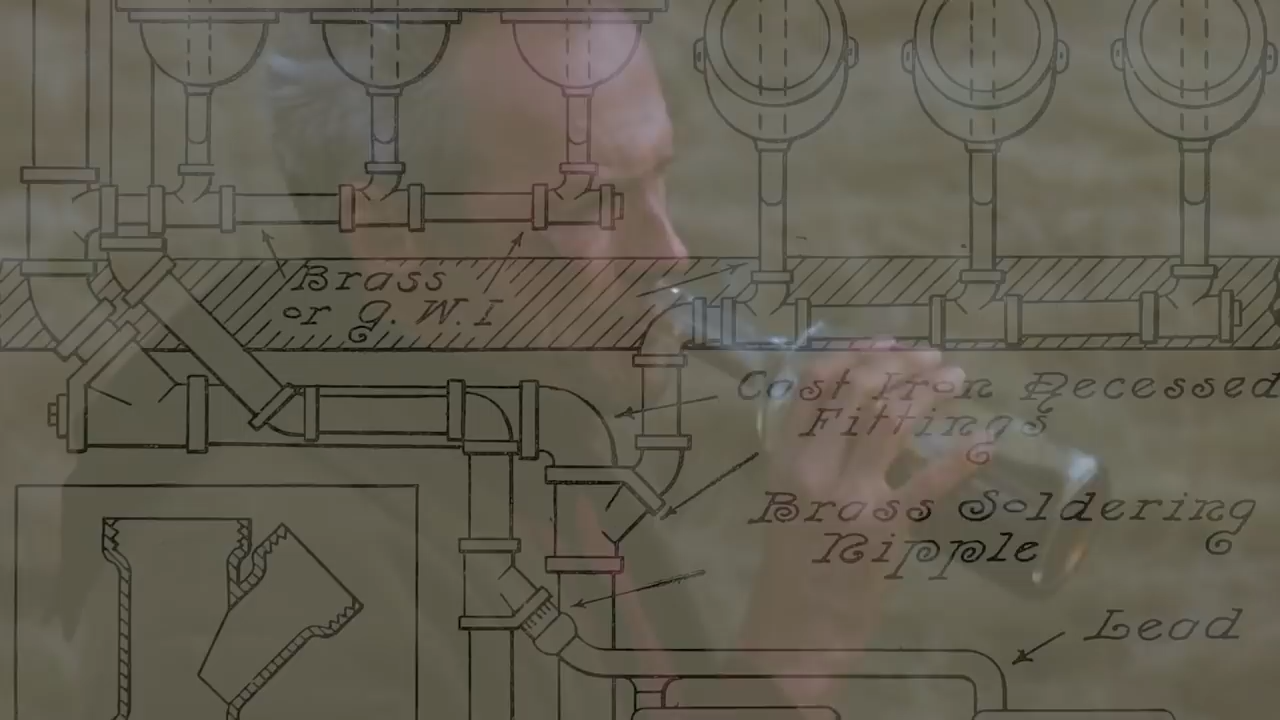 Brass
or G. W. I
Cast Iron Recessed
Fittings
Brass Soldering
Nipple
Lead